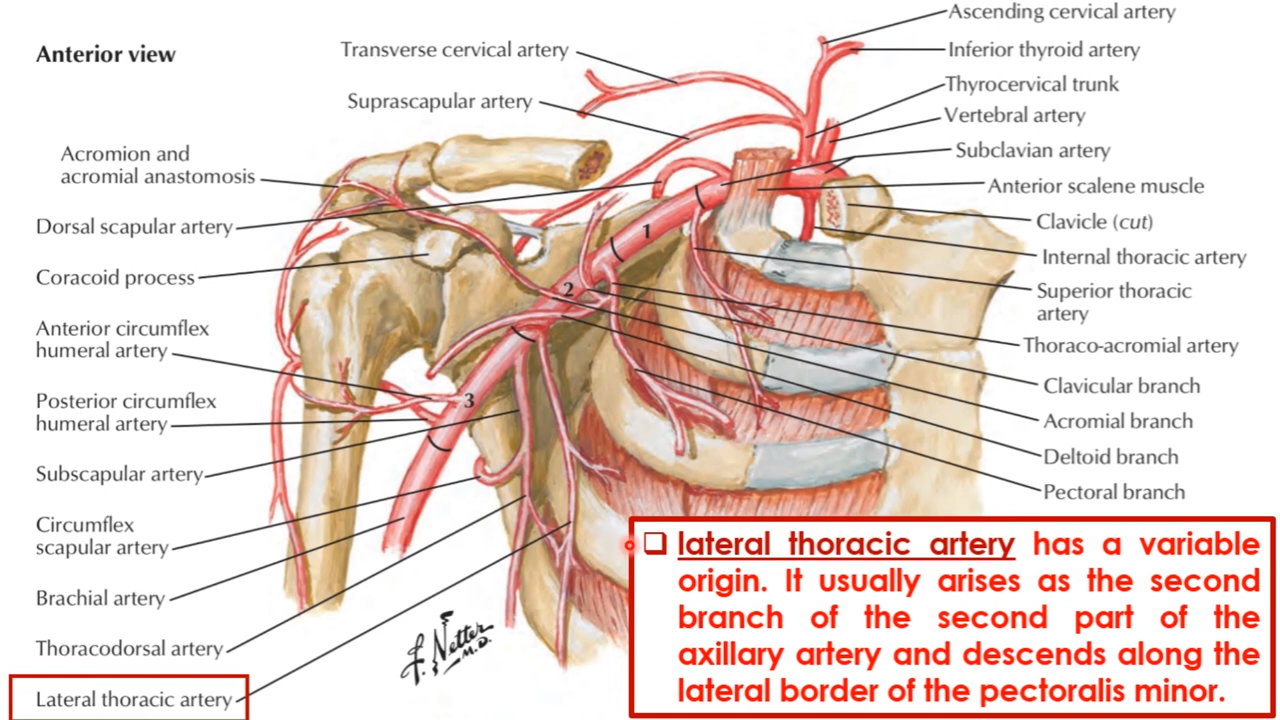 Anterior view
Transverse cervical artery
Suprascapular artery
Acromion and
acromial anastomosis
Dorsal scapular artery
Coracoid process
Anterior circumflex
humeral artery
Posterior circumflex
humeral artery
Subscapular artery
Circumflex
scapular artery
Brachial artery
Thoracodorsal artery
Lateral thoracic artery
Ascending cervical artery
Inferior thyroid artery
Thyrocervical trunk
Vertebral artery
Subclavian artery
Anterior scalene muscle
Clavicle (cut)
Internal thoracic artery
Superior thoracic
artery
Thoraco-acromial artery
Clavicular branch
Acromial branch
Deltoid branch
Pectoral branch
1
2
3
F. Netter
M.D.
❑ lateral thoracic artery has a variable
origin. It usually arises as the second
branch of the second part of the
axillary artery and descends along the
lateral border of the pectoralis minor.